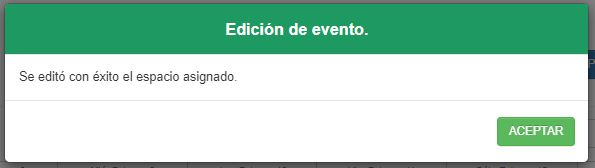 Edición de evento.
Se editó con éxito el espacio asignado.
ACEPTAR